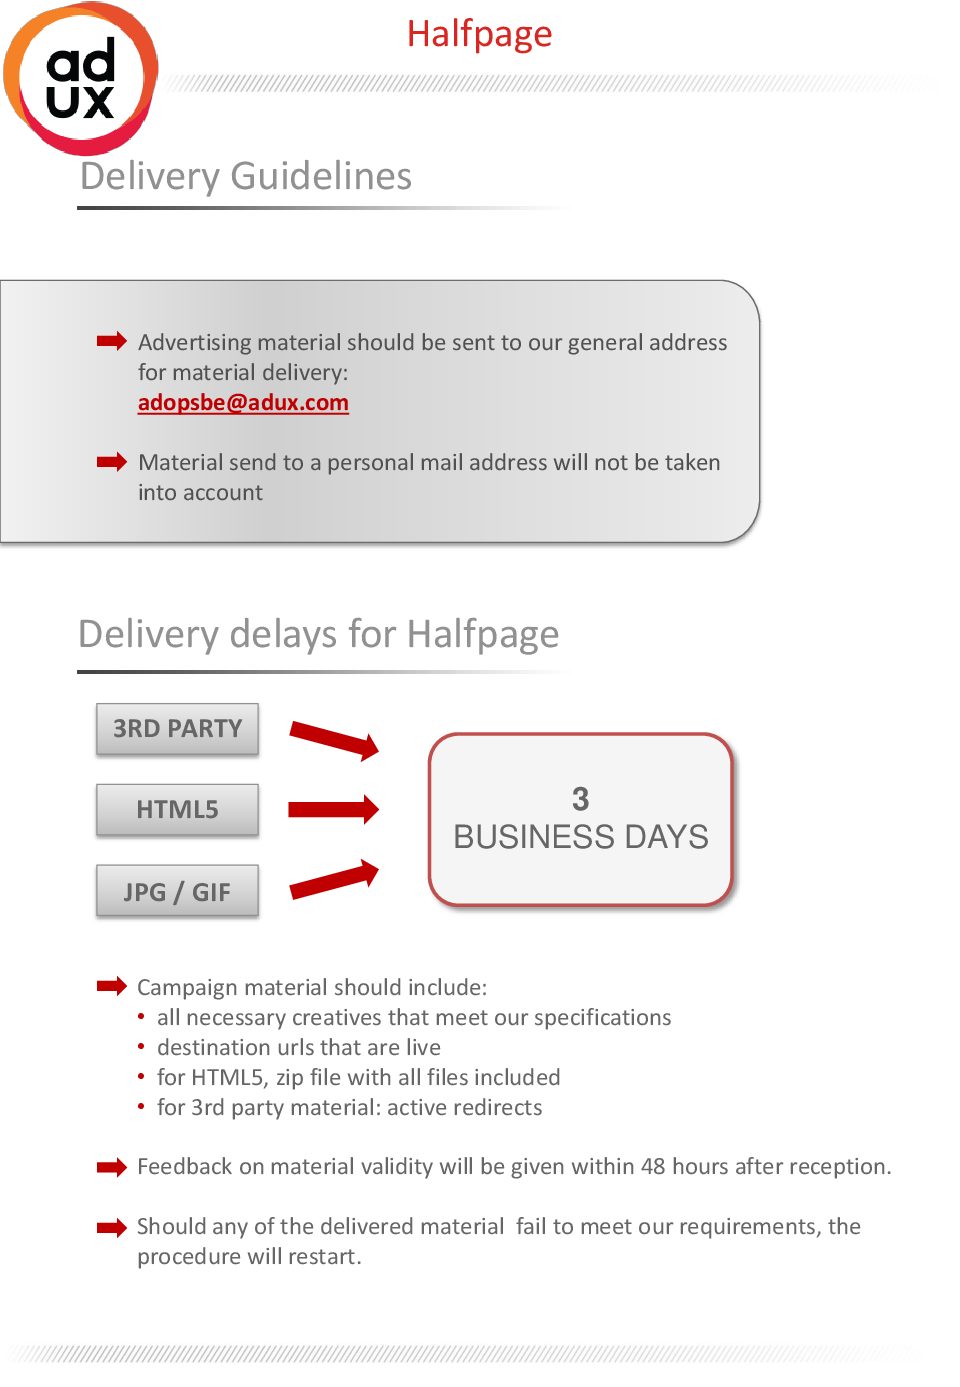 ad
ux
Halfpage
Delivery Guidelines
Advertising material should be sent to our general address
for material delivery:
adopsbe@adux.com
Material send to a personal mail address will not be taken
into account
Delivery delays for Halfpage
3RD PARTY
HTML5
JPG / GIF
3
BUSINESS DAYS
Campaign material should include:
• all necessary creatives that meet our specifications
• destination urls that are live
• for HTML5, zip file with all files included
• for 3rd party material: active redirects
Feedback on material validity will be given within 48 hours after reception.
Should any of the delivered material  fail to meet our requirements, the
procedure will restart.